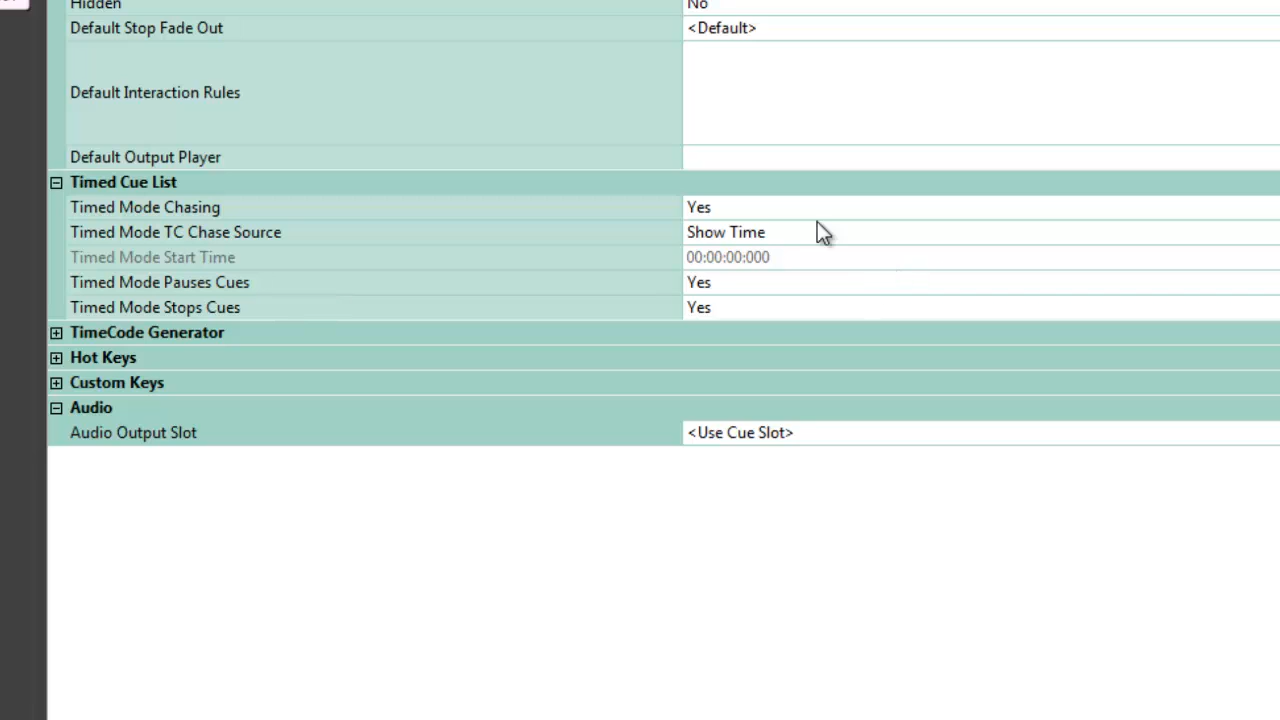 Hidden No
Default Stop Fade Out <Default>
Default Interaction Rules
Default Output Player
Timed Cue List
Timed Mode Chasing Yes
Timed Mode TC Chase Source Show Time
Timed Mode Start Time 00:00:00:000
Timed Mode Pauses Cues Yes
Timed Mode Stops Cues Yes
TimeCode Generator
Hot Keys
Custom Keys
Audio
Audio Output Slot <Use Cue Slot>